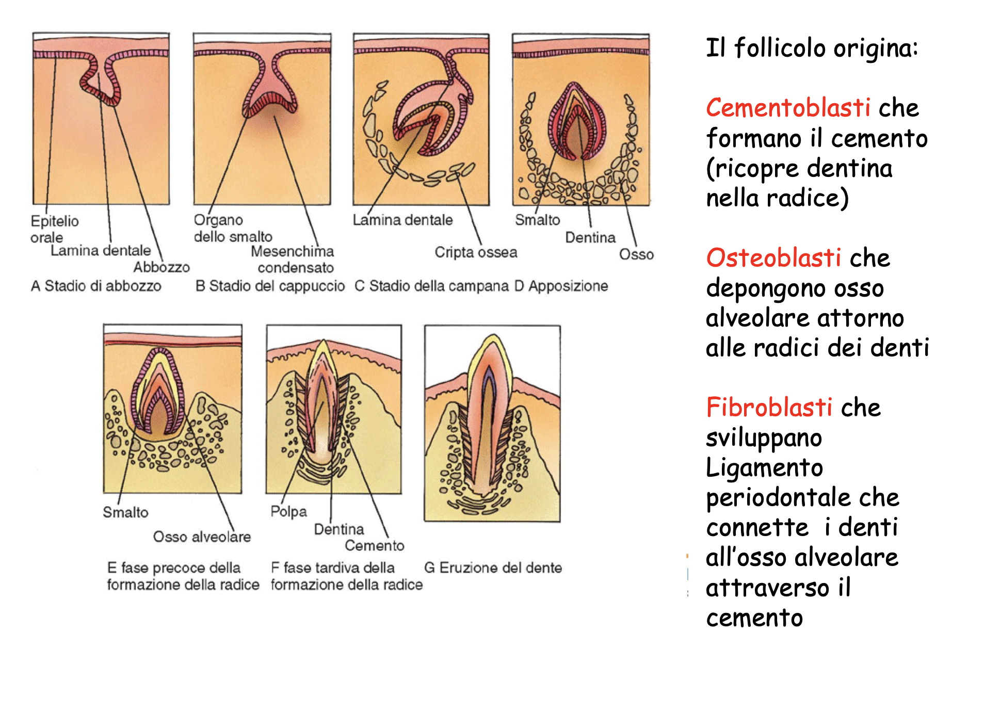 Epitelio
orale
Lamina dentale
Abbozzo
A Stadio di abbozzo
Organo
dello smalto
Mesenchima
condensato
B Stadio del cappuccio
Lamina dentale
Cripta ossea
C Stadio della campana
Smalto
Dentina
Osso
D Apposizione
Smalto
Osso alveolare
E fase precoce della
formazione della radice
Polpa
Dentina
Cemento
F fase tardiva della
formazione della radice
G Eruzione del dente
Il follicolo origina:
Cementoblasti che
formano il cemento
(ricopre dentina
nella radice)
Osteoblasti che
depongono osso
alveolare attorno
alle radici dei denti
Fibroblasti che
sviluppano
Ligamento
periodontale che
connette i denti
all'osso alveolare
attraverso il
cemento